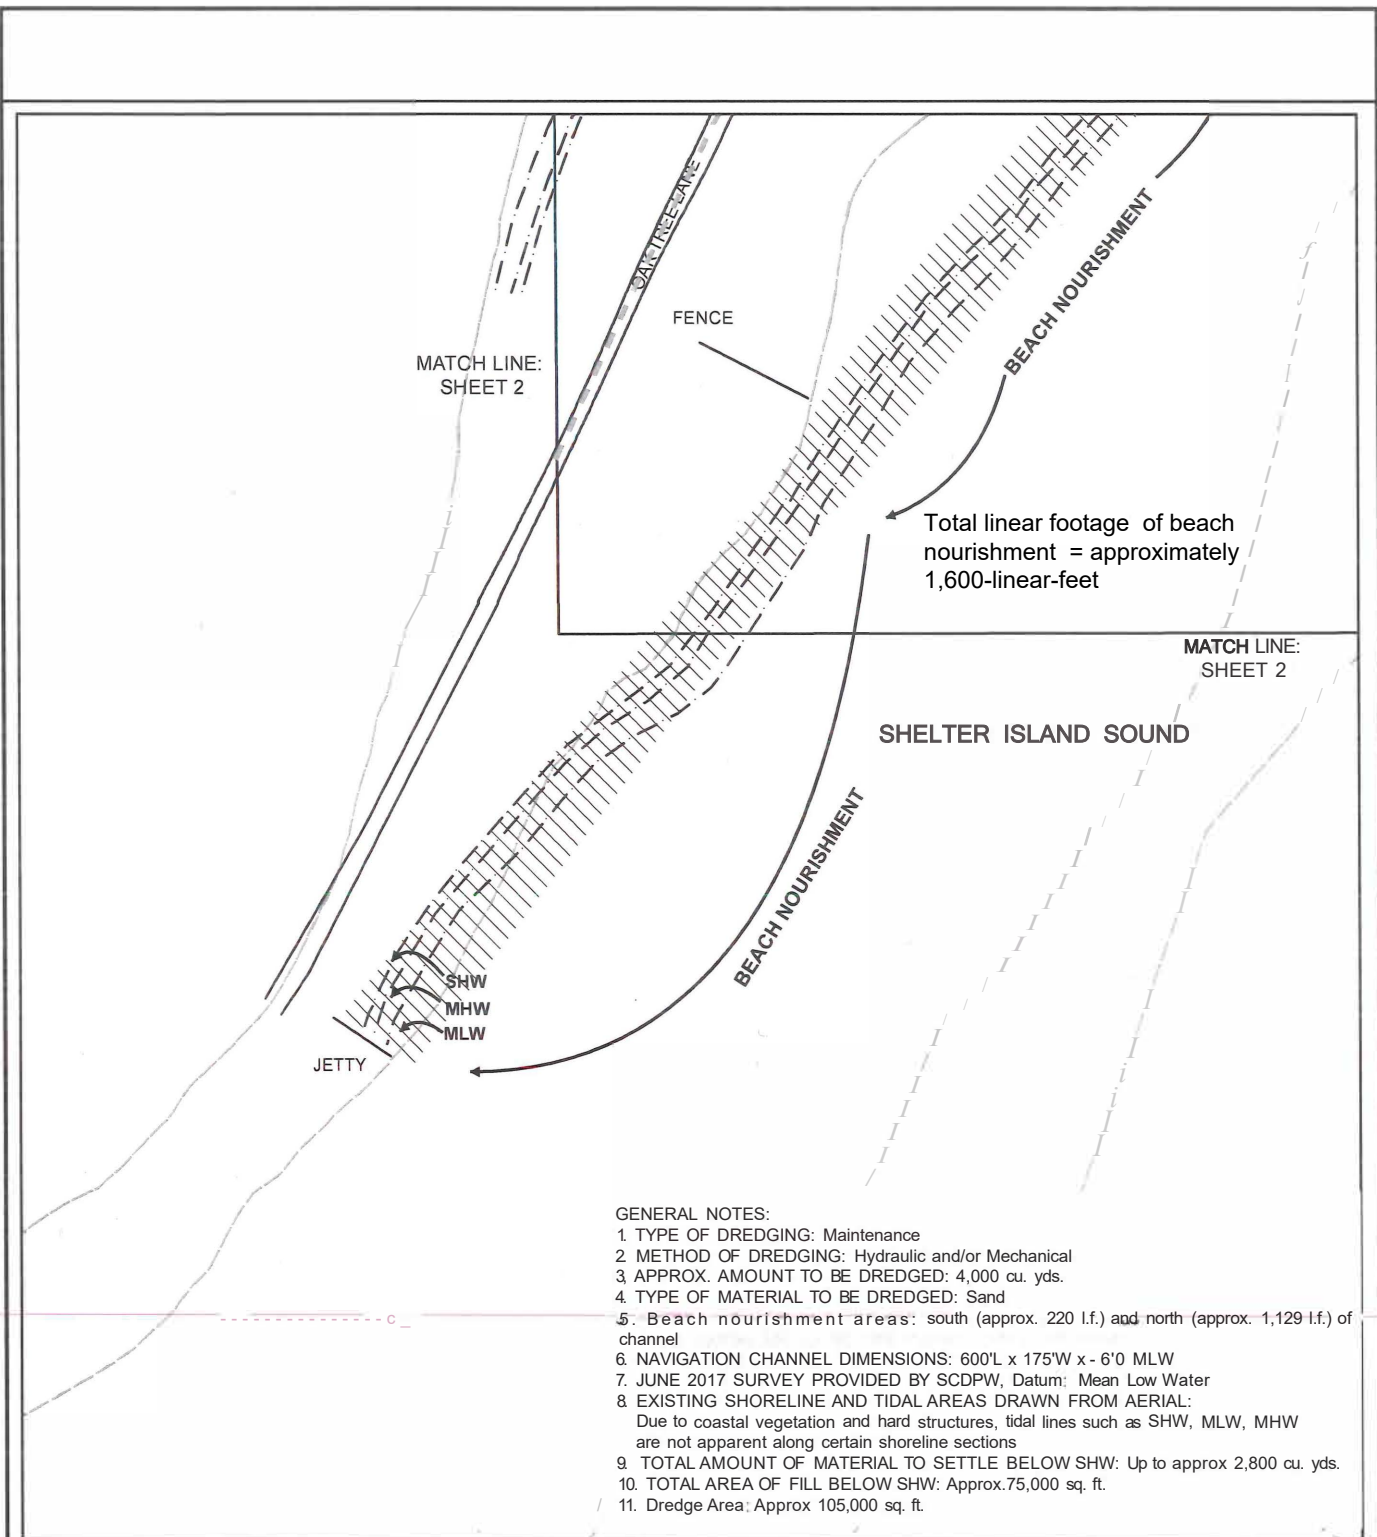 OAK TREE LANE
BEACH NOURISHMENT
FENCE
MATCH LINE:
SHEET 2
Total linear footage of beach
nourishment = approximately
1,600-linear-feet
MATCH LINE:
SHEET 2
SHELTER ISLAND SOUND
BEACH NOURISHMENT
SHW
MHW
MLW
JETTY
GENERAL NOTES:
1. TYPE OF DREDGING: Maintenance
2 METHOD OF DREDGING: Hydraulic and/or Mechanical
3, APPROX. AMOUNT TO BE DREDGED: 4,000 cu. yds.
4. TYPE OF MATERIAL TO BE DREDGED: Sand
5. Beach nourishment areas: south (approx. 220 l.f.) and north (approx. 1,129 l.f.) of
channel
6. NAVIGATION CHANNEL DIMENSIONS: 600'L x 175'W x - 6'0 MLW
7. JUNE 2017 SURVEY PROVIDED BY SCDPW, Datum: Mean Low Water
8. EXISTING SHORELINE AND TIDAL AREAS DRAWN FROM AERIAL:
Due to coastal vegetation and hard structures, tidal lines such as SHW, MLW, MHW
are not apparent along certain shoreline sections
9. TOTAL AMOUNT OF MATERIAL TO SETTLE BELOW SHW: Up to approx 2,800 cu. yds.
10. TOTAL AREA OF FILL BELOW SHW: Approx.75,000 sq. ft.
11. Dredge Area: Approx 105,000 sq. ft.